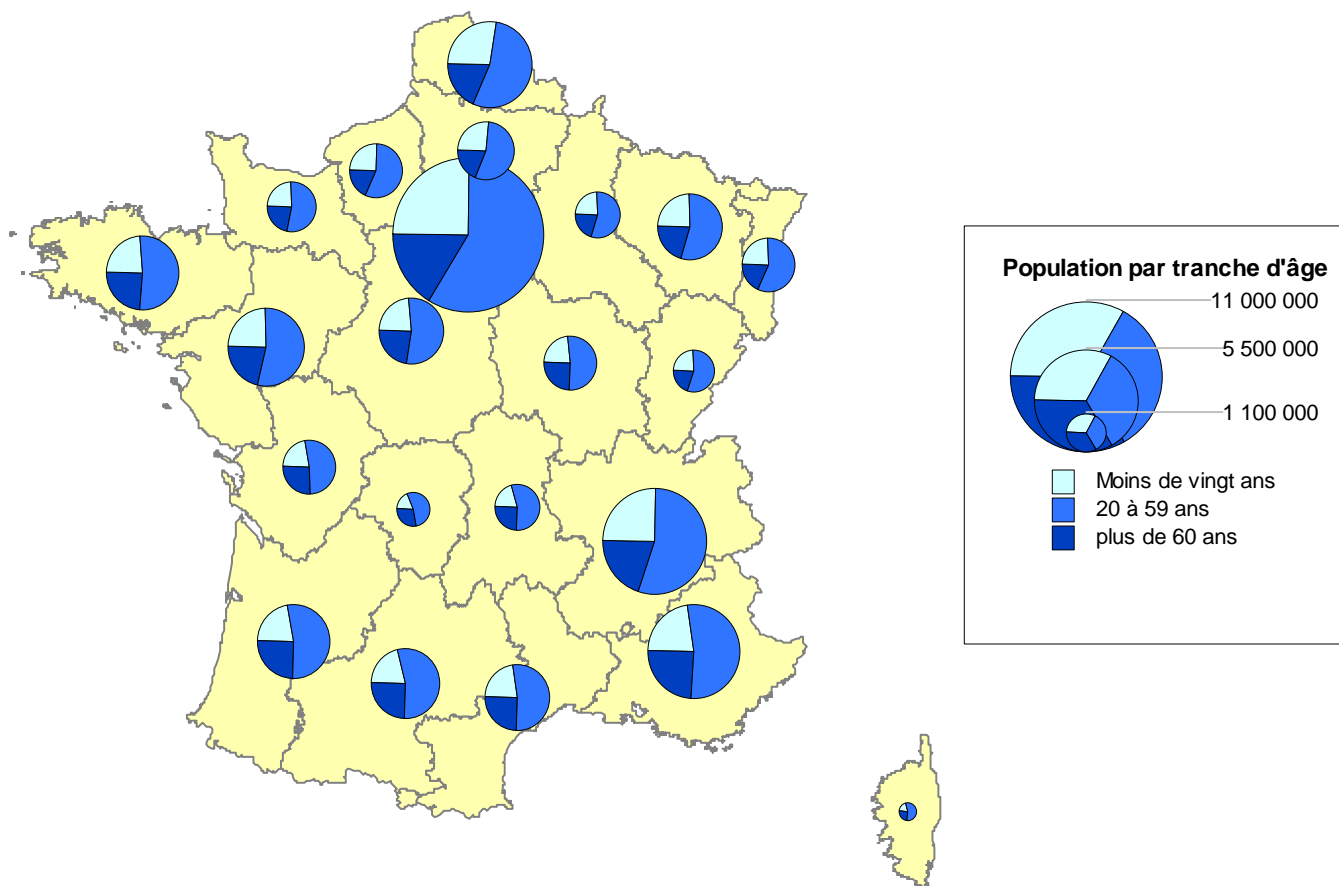 Population par tranche d'âge
11 000 000
5 500 000
1 100 000
Moins de vingt ans
20 à 59 ans
plus de 60 ans